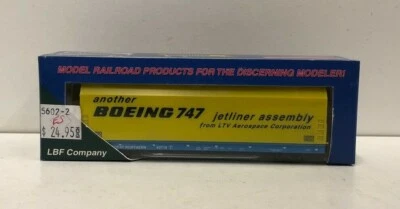 MODEL RAILROAD PRODUCTS FOR THE DISCERNING MODELER!
another
BOEING 747
jetliner assembly
from LTV Aerospace Corporation
5602-2
$ 24.95
LBF Company